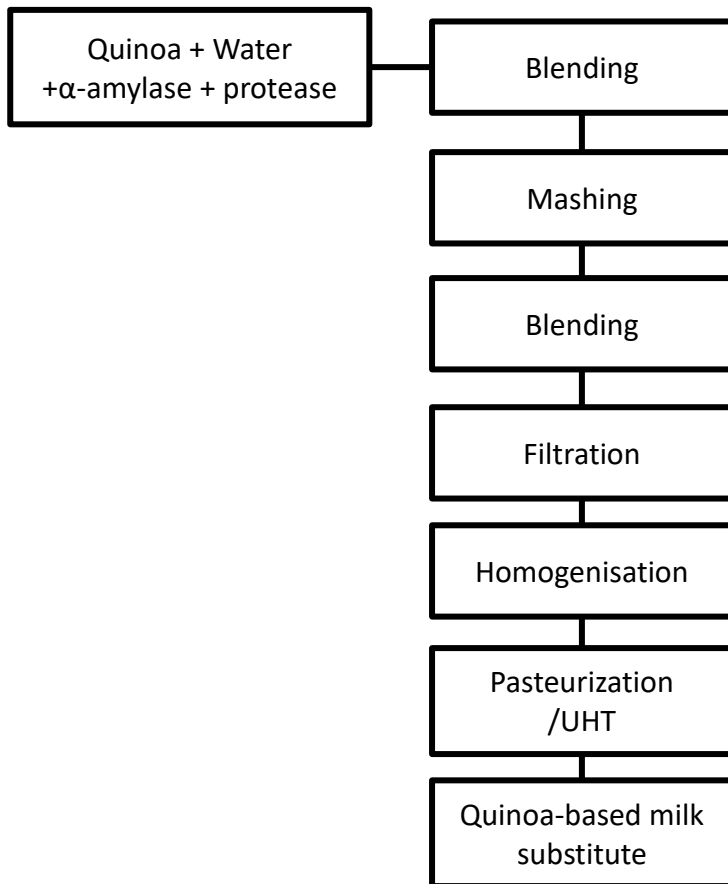 Quinoa + Water
+α-amylase + protease
Blending
Mashing
Blending
Filtration
Homogenisation
Pasteurization
/UHT
Quinoa-based milk
substitute